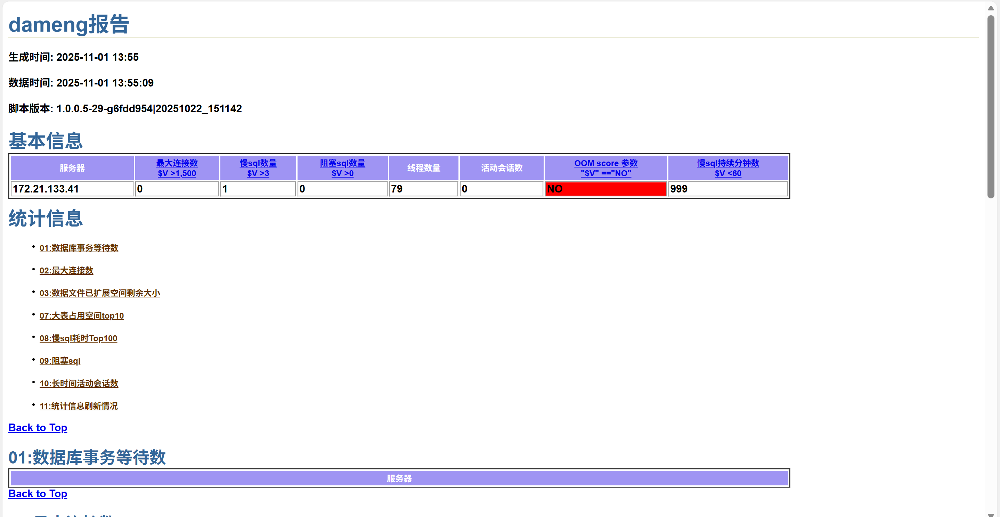 dameng报告
生成时间: 2025-11-01 13:55
数据时间: 2025-11-01 13:55:09
脚本版本: 1.0.0.5-29-g6fdd954|20251022_151142
基本信息
服务器 最大连接数 $V >1,500 慢sql数量 $V >3 阻塞sql数量 $V >0 线程数量 活动会话数 OOM score 参数 "$V" =="NO" 慢sql持续分钟数 $V <60
172.21.133.41 0 1 0 79 0 NO 999
统计信息
01:数据库事务等待数
02:最大连接数
03:数据文件已扩展空间剩余大小
07:大表占用空间top10
08:慢sql耗时Top100
09:阻塞sql
10:长时间活动会话数
11:统计信息刷新情况
Back to Top
01:数据库事务等待数
服务器
Back to Top